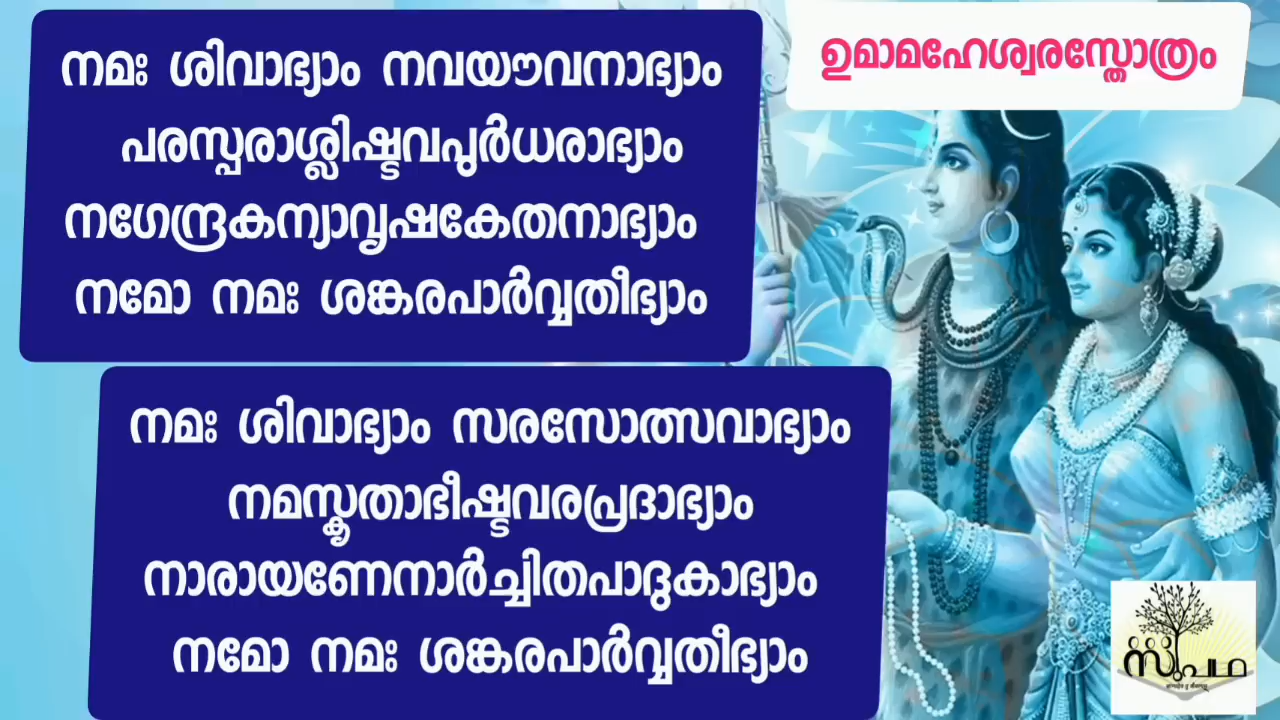 ഉമാമഹേശ്വരസ്തോത്രം
നമഃ ശിവാഭ്യാം നവയൗവനാഭ്യാം
പരസ്പരാശ്ലിഷ്ടവപുർധരാഭ്യാം
നഗേന്ദ്രകന്യാവൃഷകേതനാഭ്യാം
നമോ നമഃ ശങ്കരപാർവ്വതീഭ്യാം
നമഃ ശിവാഭ്യാം സരസോത്സവാഭ്യാം
നമസ്കൃതാഭീഷ്ടവരപ്രദാഭ്യാം
നാരായണേനാർച്ചിതപാദുകാഭ്യാം
നമോ നമഃ ശങ്കരപാർവ്വതീഭ്യാം